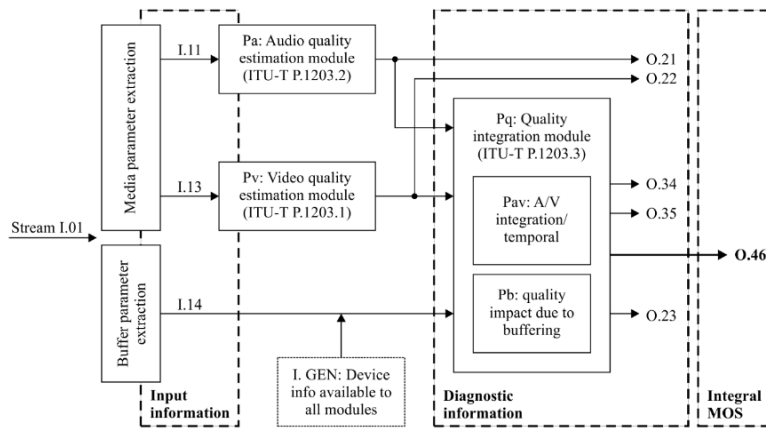 Stream I.01
Media parameter extraction
Buffer parameter
extraction
I.11
I.13
I.14
Input
information
Pa: Audio quality
estimation module
(ITU-T P.1203.2)
Pv: Video quality
estimation module
(ITU-T P.1203.1)
I. GEN: Device
info available to
all modules
Pq: Quality
integration module
(ITU-T P.1203.3)
Pav: A/V
integration/
temporal
Pb: quality
impact due to
buffering
Diagnostic
information
O.21
O.22
O.34
O.35
O.46
O.23
Integral
MOS